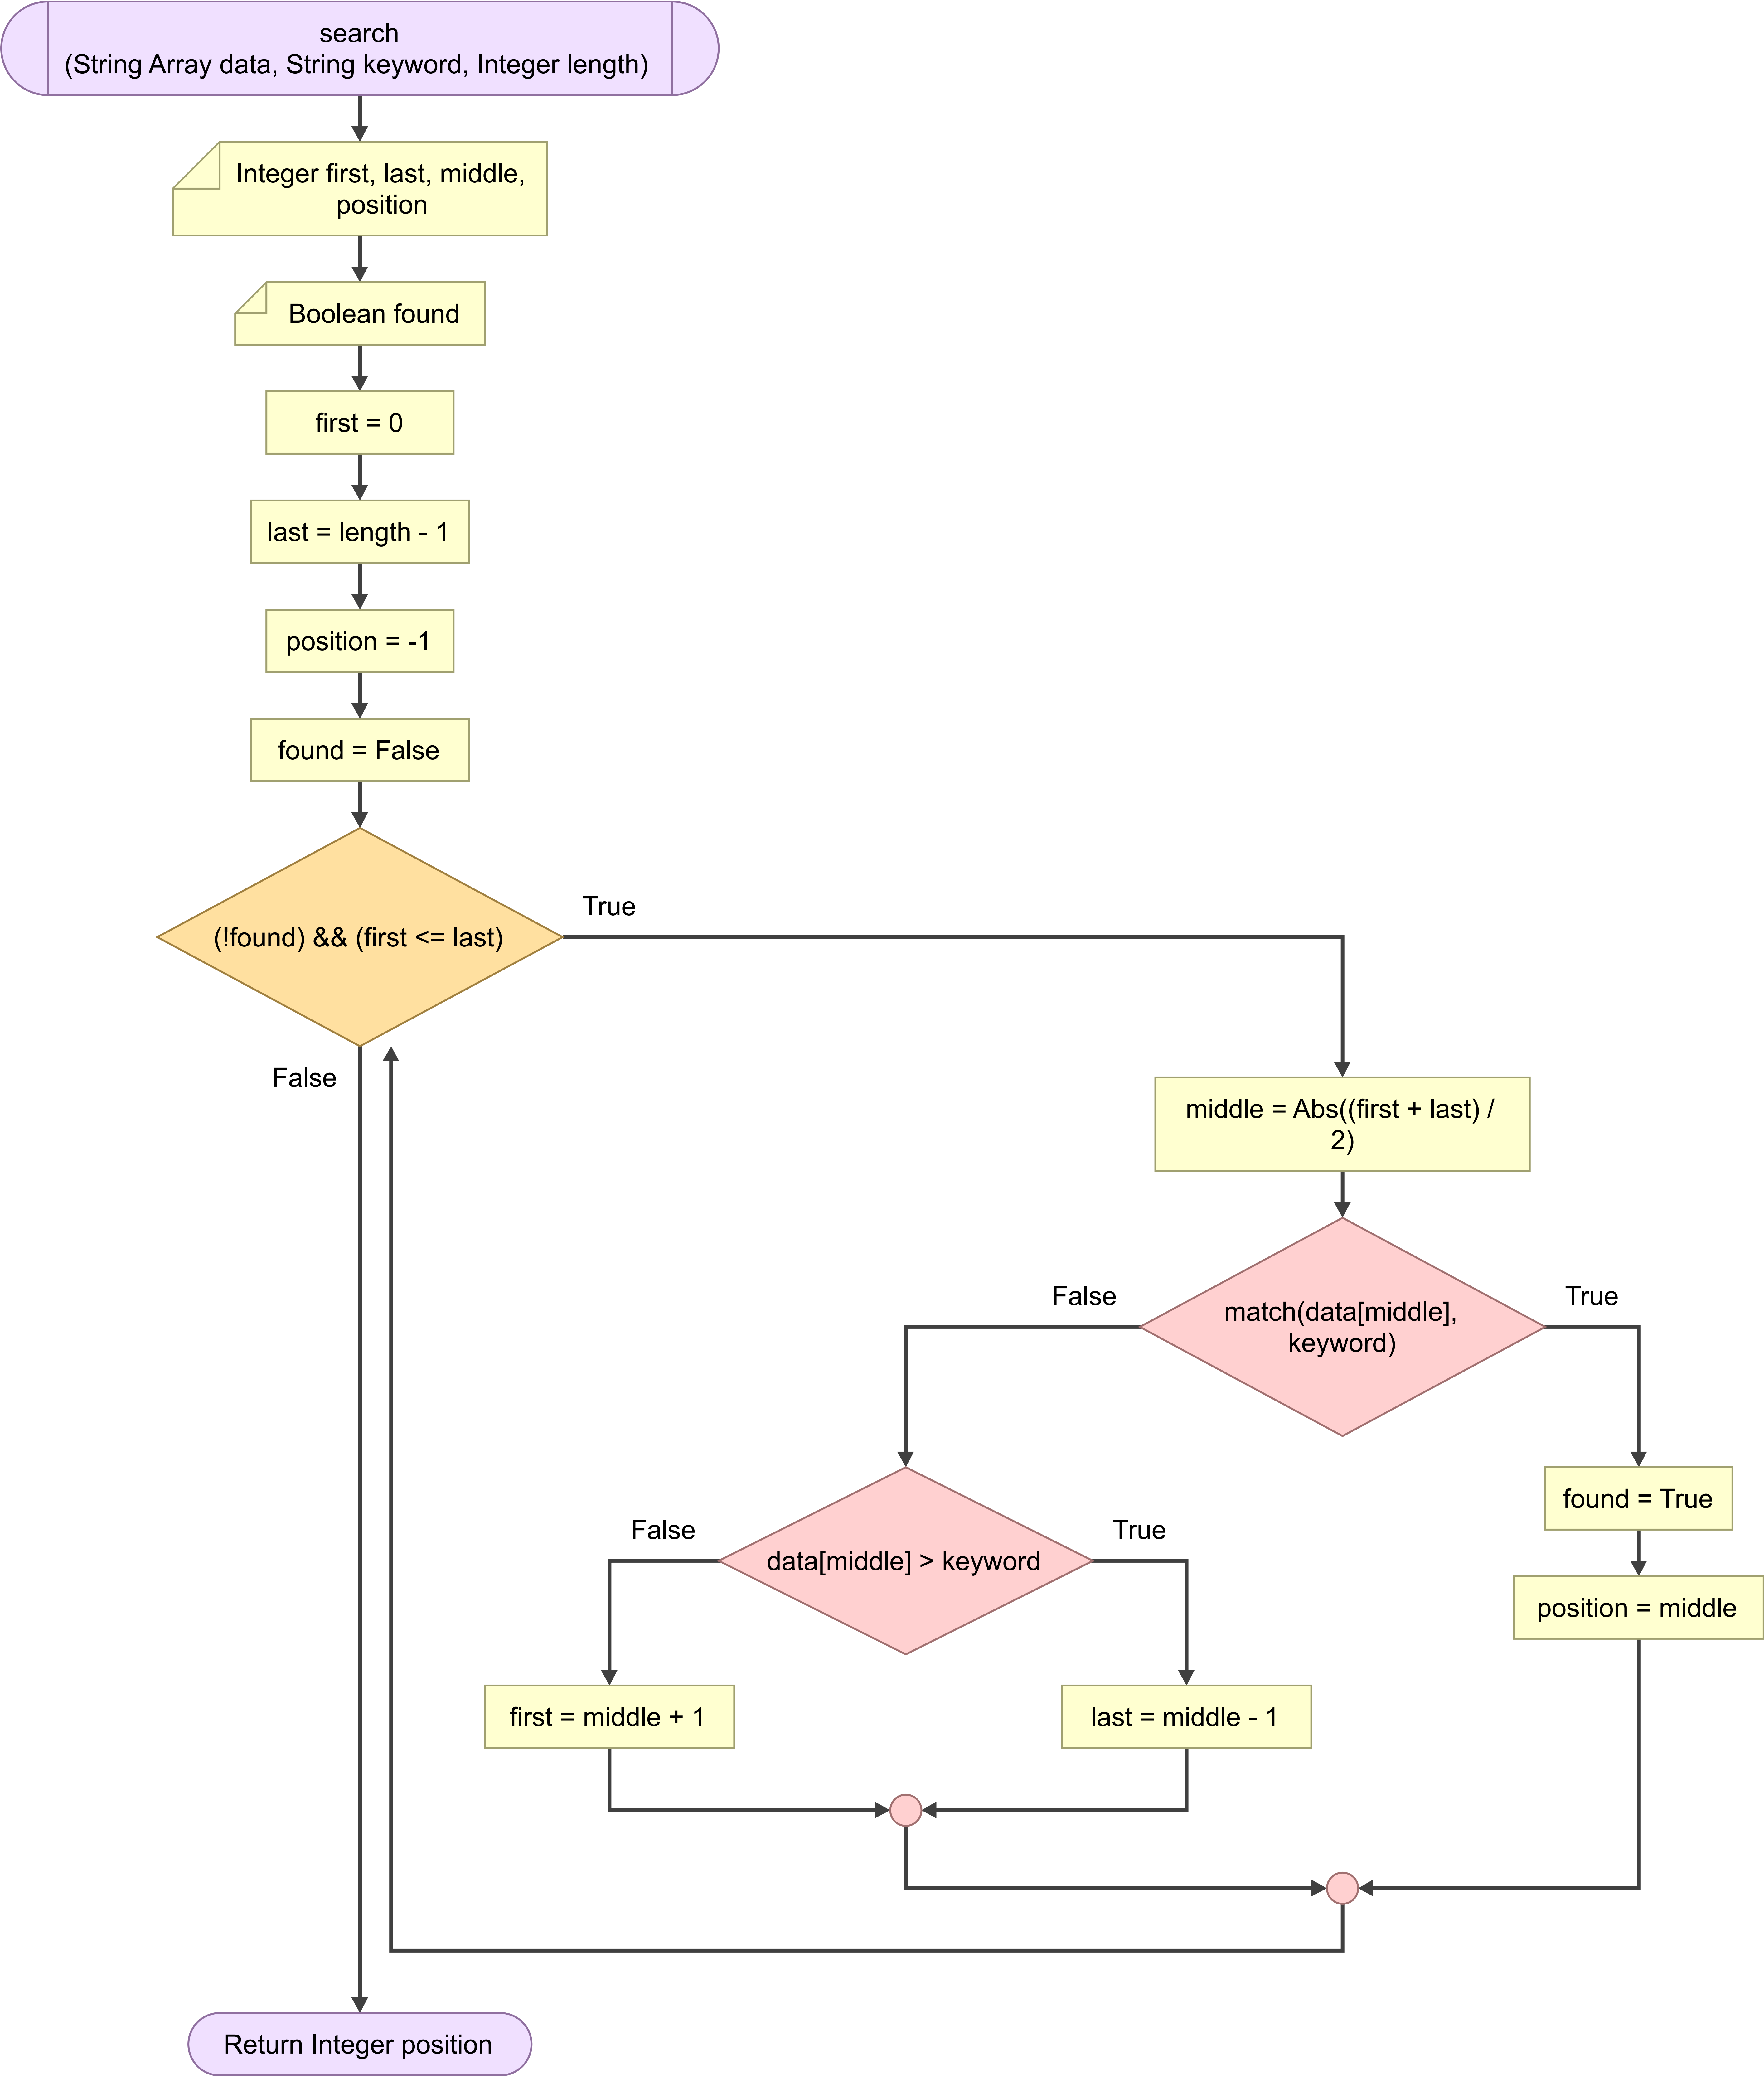 search
(String Array data, String keyword, Integer length)
Integer first, last, middle,
position
Boolean found
first = 0
last = length - 1
position = -1
found = False
(!found) && (first <= last)
True
False
middle = Abs((first + last) /
2)
match(data[middle],
keyword)
False
True
data[middle] > keyword
False
True
found = True
position = middle
first = middle + 1
last = middle - 1
Return Integer position